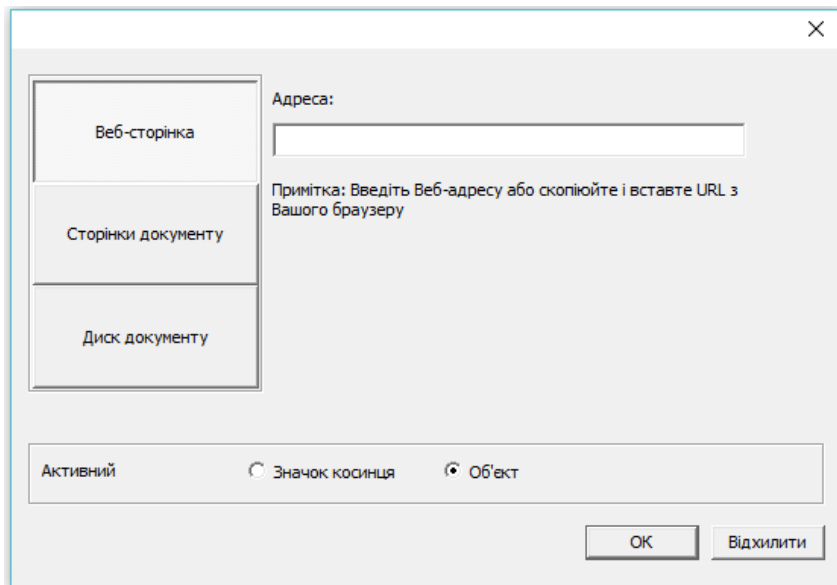 Веб-сторінка
Сторінки документу
Диск документу
Адреса:
Примітка: Введіть Веб-адресу або скопіюйте і вставте URL з
Вашого браузеру
Активний Значок косинця Об'єкт
ОК Відхилити